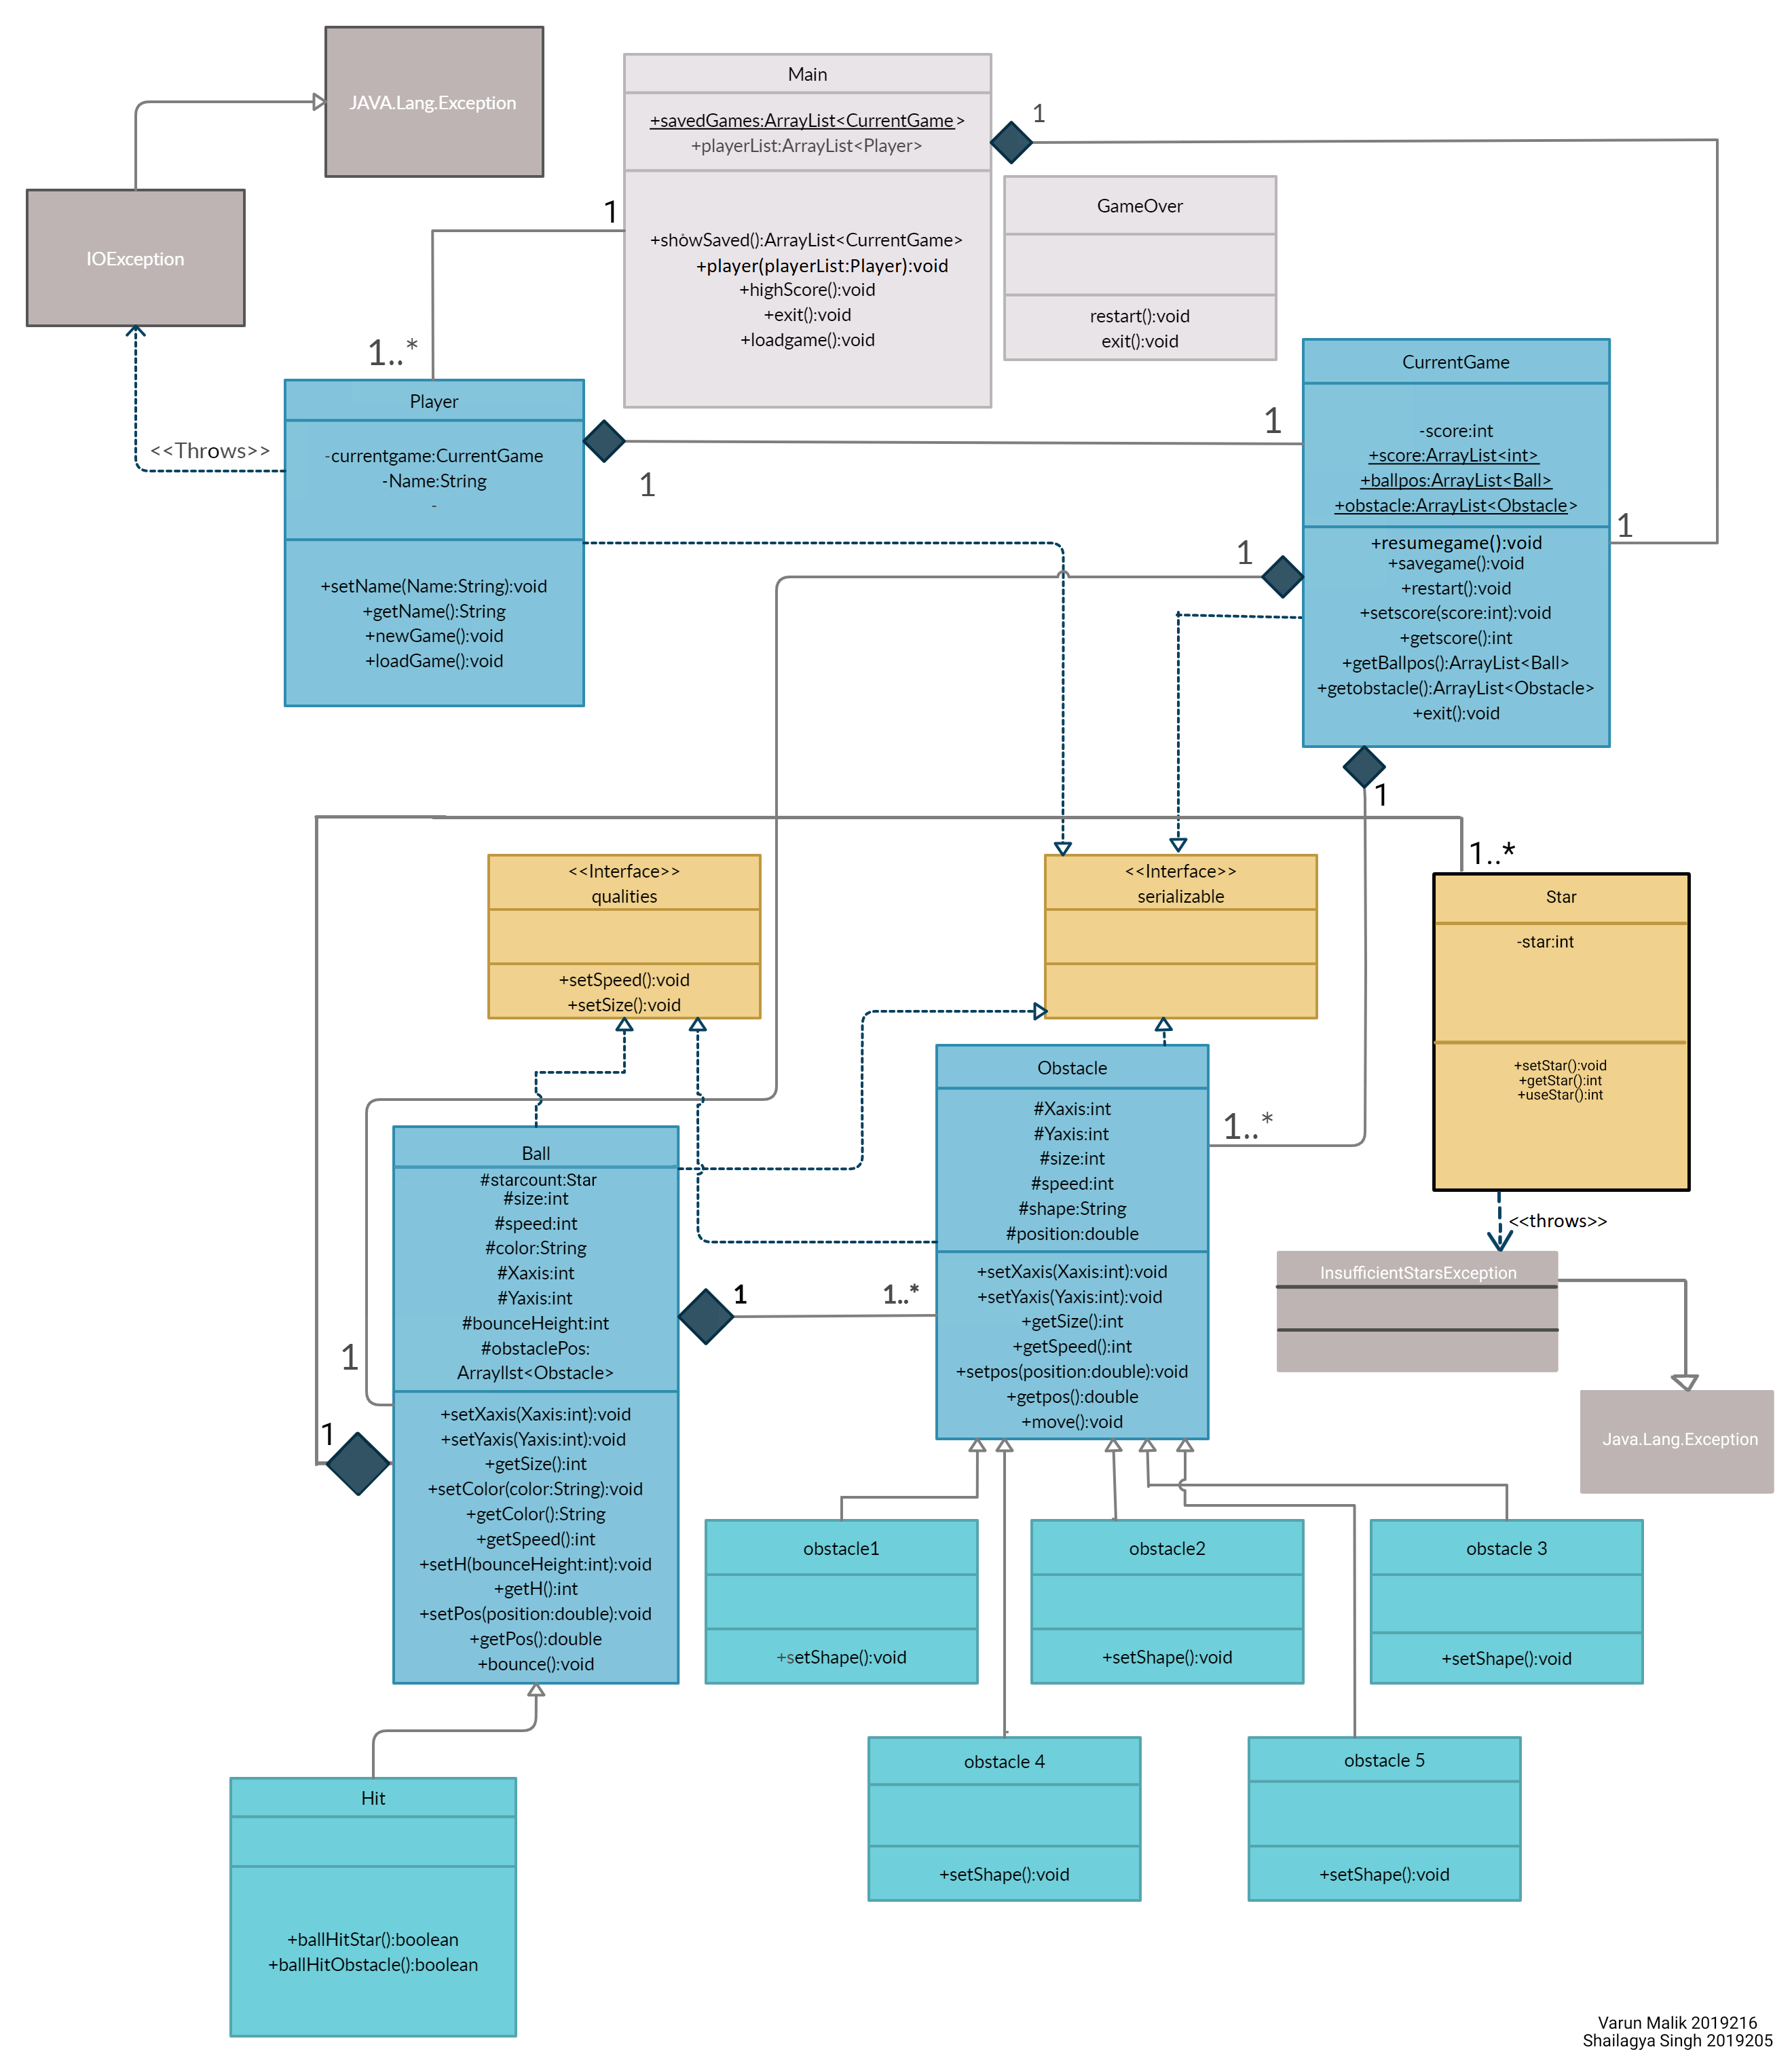 JAVA.Lang.Exception
IOException
<<Throws>>
Main
+savedGames:ArrayList<CurrentGame>
+playerList:ArrayList<Player>
+showSaved():ArrayList<CurrentGame>
+player(playerList:Player):void
+highScore():void
+exit():void
+loadgame():void
1
1
1..*
GameOver
restart():void
exit():void
Player
-currentgame:CurrentGame
-Name:String
-
+setName(Name:String):void
+getName():String
+newGame():void
+loadGame():void
1
1
CurrentGame
-score:int
+score:ArrayList<int>
+ballpos:ArrayList<Ball>
+obstacle:ArrayList<Obstacle>
+resumegame():void
+savegame():void
+restart():void
+setscore(score:int):void
+getscore():int
+getBallpos():ArrayList<Ball>
+getobstacle():ArrayList<Obstacle>
+exit():void
1
1
1
1..*
<<Interface>>
qualities
+setSpeed():void
+setSize():void
<<Interface>>
serializable
Star
-star:int
+setStar():void
+getStar():int
+useStar():int
<<throws>>
InsufficientStarsException
Java.Lang.Exception
Obstacle
#Xaxis:int
#Yaxis:int
#size:int
#speed:int
#shape:String
#position:double
+setXaxis(Xaxis:int):void
+setYaxis(Yaxis:int):void
+getSize():int
+getSpeed():int
+setpos(position:double):void
+getpos():double
+move():void
1..*
Ball
#starcount:Star
#size:int
#speed:int
#color:String
#Xaxis:int
#Yaxis:int
#bounceHeight:int
#obstaclePos:
ArraylIst<Obstacle>
+setXaxis(Xaxis:int):void
+setYaxis(Yaxis:int):void
+getSize():int
+setColor(color:String):void
+getColor():String
+getSpeed():int
+setH(bounceHeight:int):void
+getH():int
+setPos(position:double):void
+getPos():double
+bounce():void
1
1..*
1
1
obstacle1
+setShape():void
obstacle2
+setShape():void
obstacle 3
+setShape():void
obstacle 4
+setShape():void
obstacle 5
+setShape():void
Hit
+ballHitStar():boolean
+ballHitObstacle():boolean
Varun Malik 2019216
Shailagya Singh 2019205